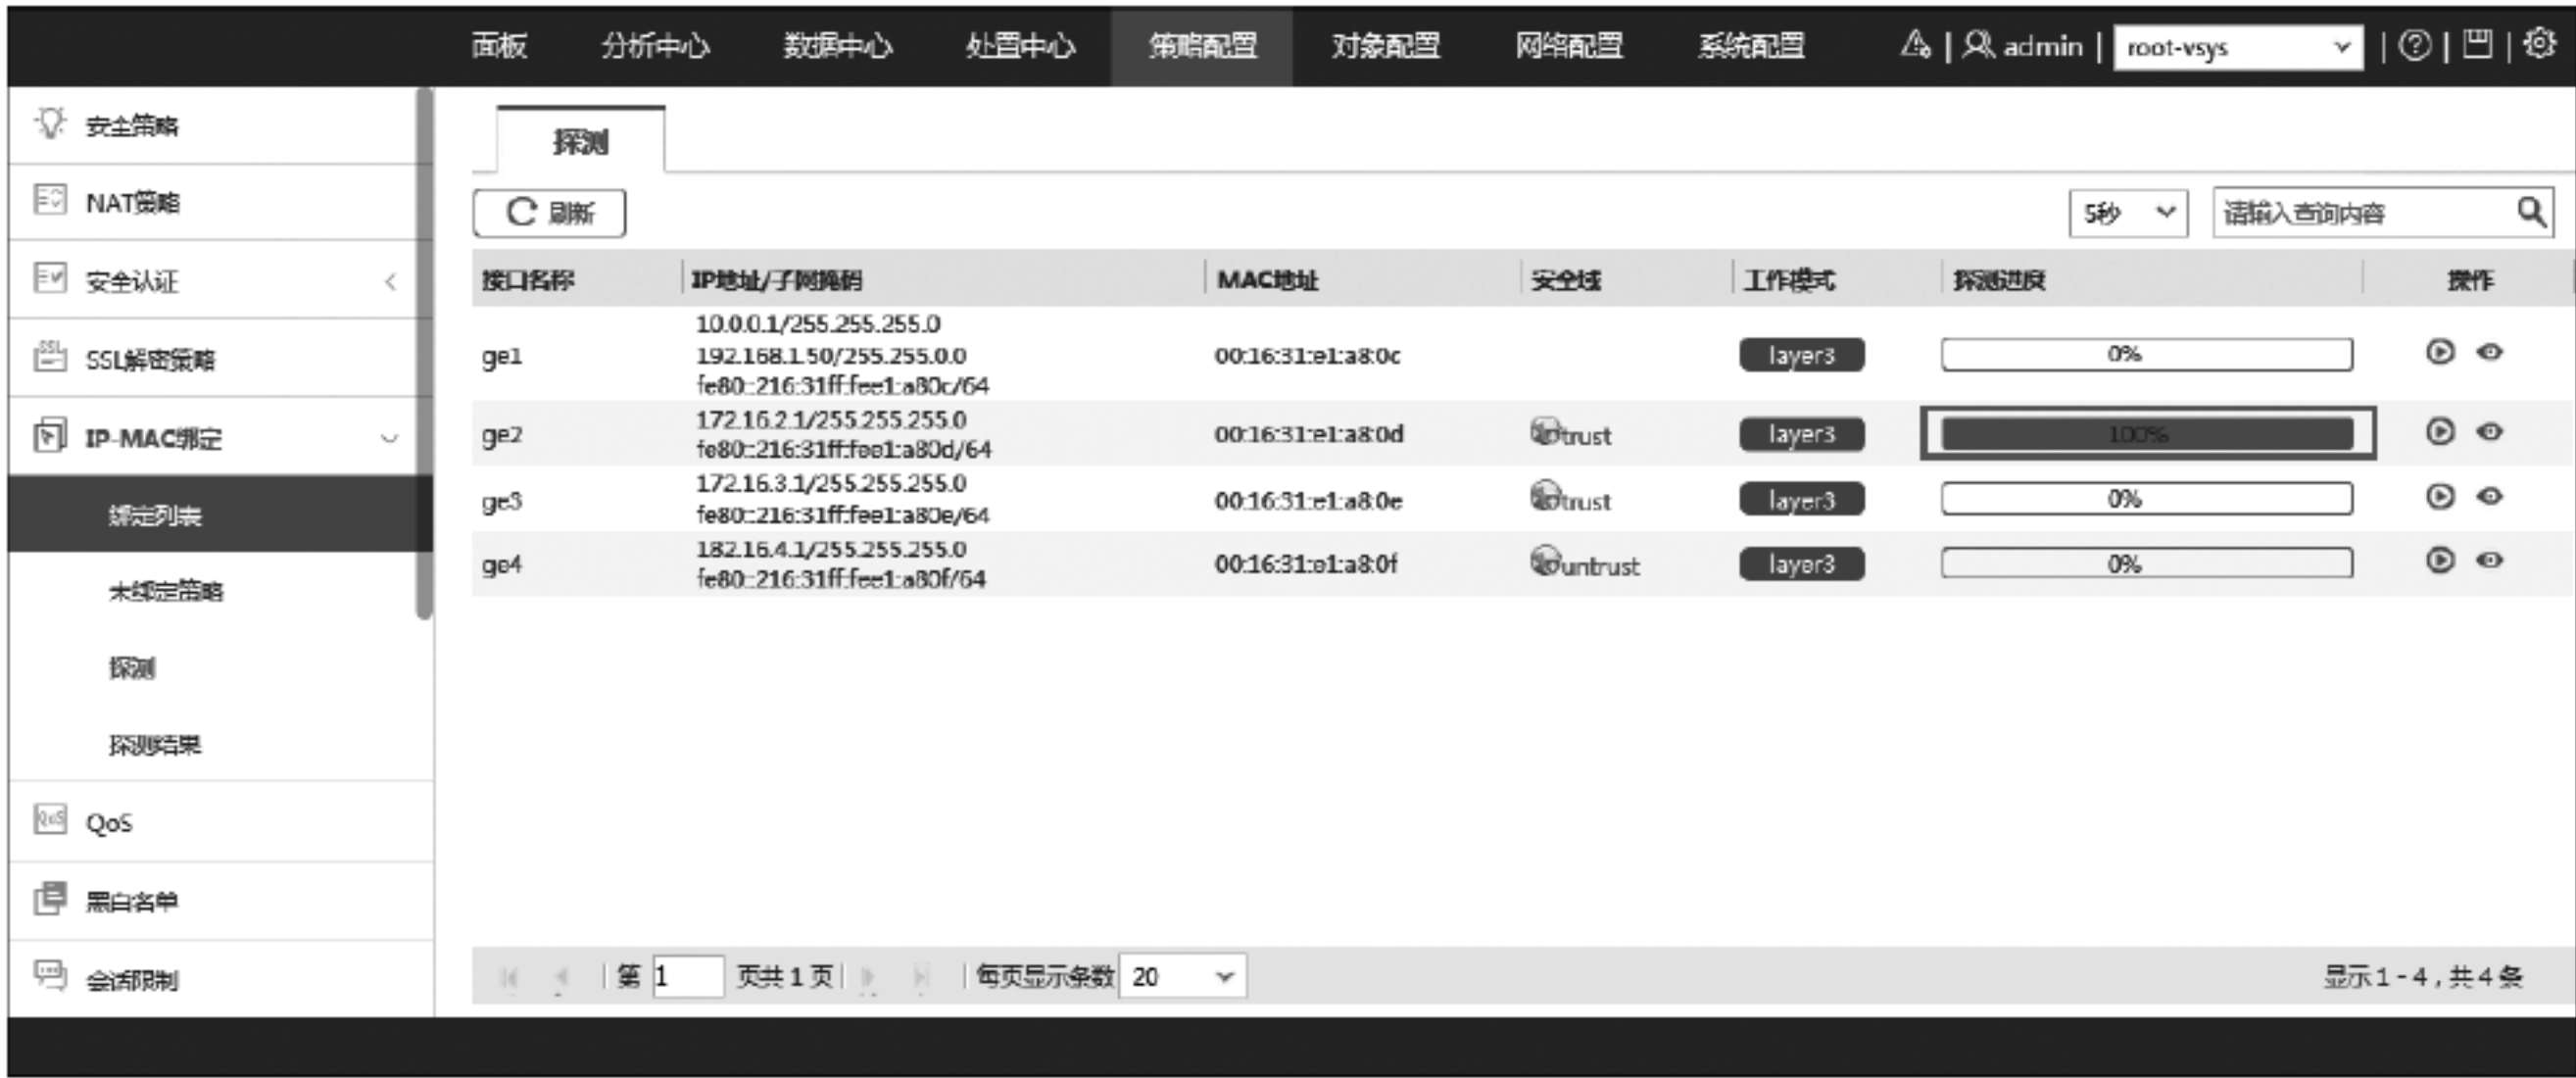 面板 分析中心 数据中心 处置中心 策略配置 对象配置 网络配置 系统配置 admin root-vsys
安全策略
NAT策略
安全认证
SSL解密策略
IP-MAC绑定
绑定列表
未绑定策略
探测
探测结果
QoS
黑白名单
会话限制
探测
刷新 5秒 请输入查询内容
接口名称 IP地址/子网掩码 MAC地址 安全域 工作模式 探测进度 操作
10.0.0.1/255.255.255.0
ge1 192.168.1.50/255.255.0.0 00:16:31:e1:a8:0c layer3 0%
fe80::216:31ff:fee1:a80c/64
172.16.2.1/255.255.255.0
ge2 00:16:31:e1:a8:0d trust layer3 100%
fe80::216:31ff:fee1:a80d/64
172.16.3.1/255.255.255.0
ge3 00:16:31:e1:a8:0e trust layer3 0%
fe80::216:31ff:fee1:a80e/64
182.16.4.1/255.255.255.0
ge4 00:16:31:e1:a8:0f untrust layer3 0%
fe80::216:31ff:fee1:a80f/64
第 1 页共 1 页 每页显示条数 20 显示 1 - 4 , 共 4 条